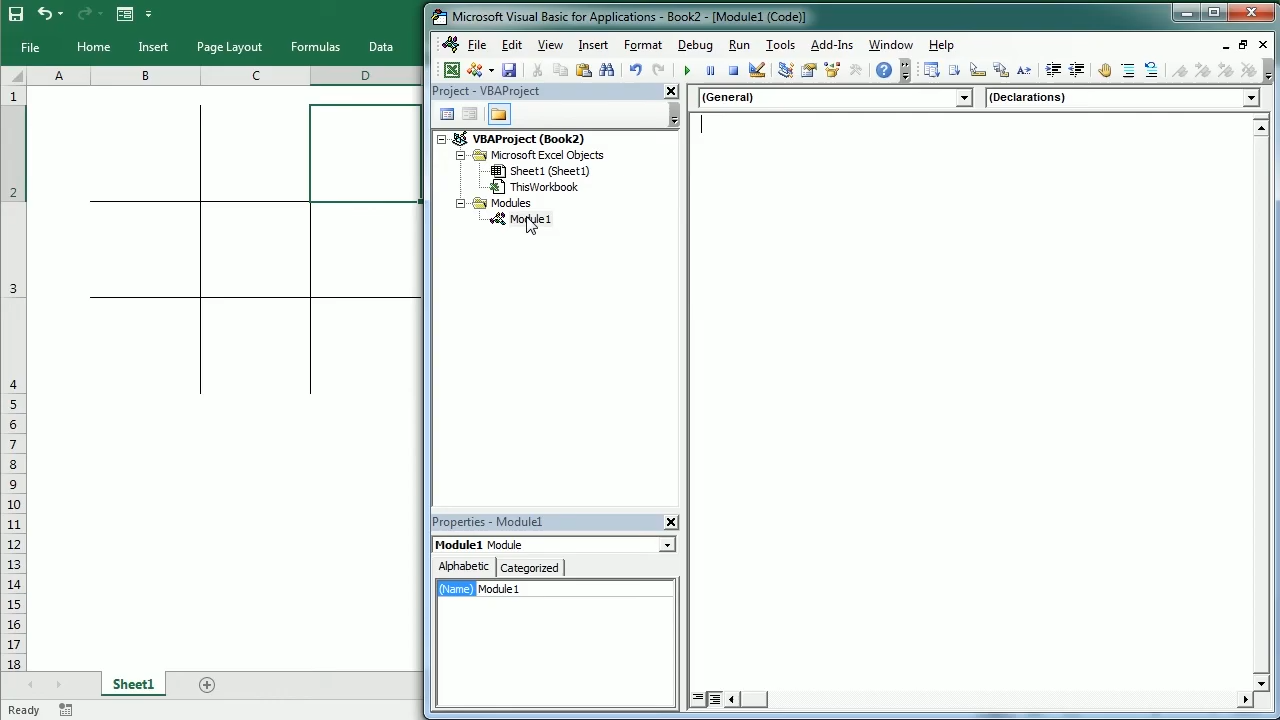 Microsoft Visual Basic for Applications - Book2 - [Module1 (Code)]
File Home Insert Page Layout Formulas Data
File Edit View Insert Format Debug Run Tools Add-Ins Window Help
A B C D
1
2
3
4
5
6
7
8
9
10
11
12
13
14
15
16
17
18
Sheet1
Ready
Project - VBAProject
VBAProject (Book2)
Microsoft Excel Objects
Sheet1 (Sheet1)
ThisWorkbook
Modules
Module1
Properties - Module1
Module1 Module
Alphabetic Categorized
(Name) Module1
(General) (Declarations)